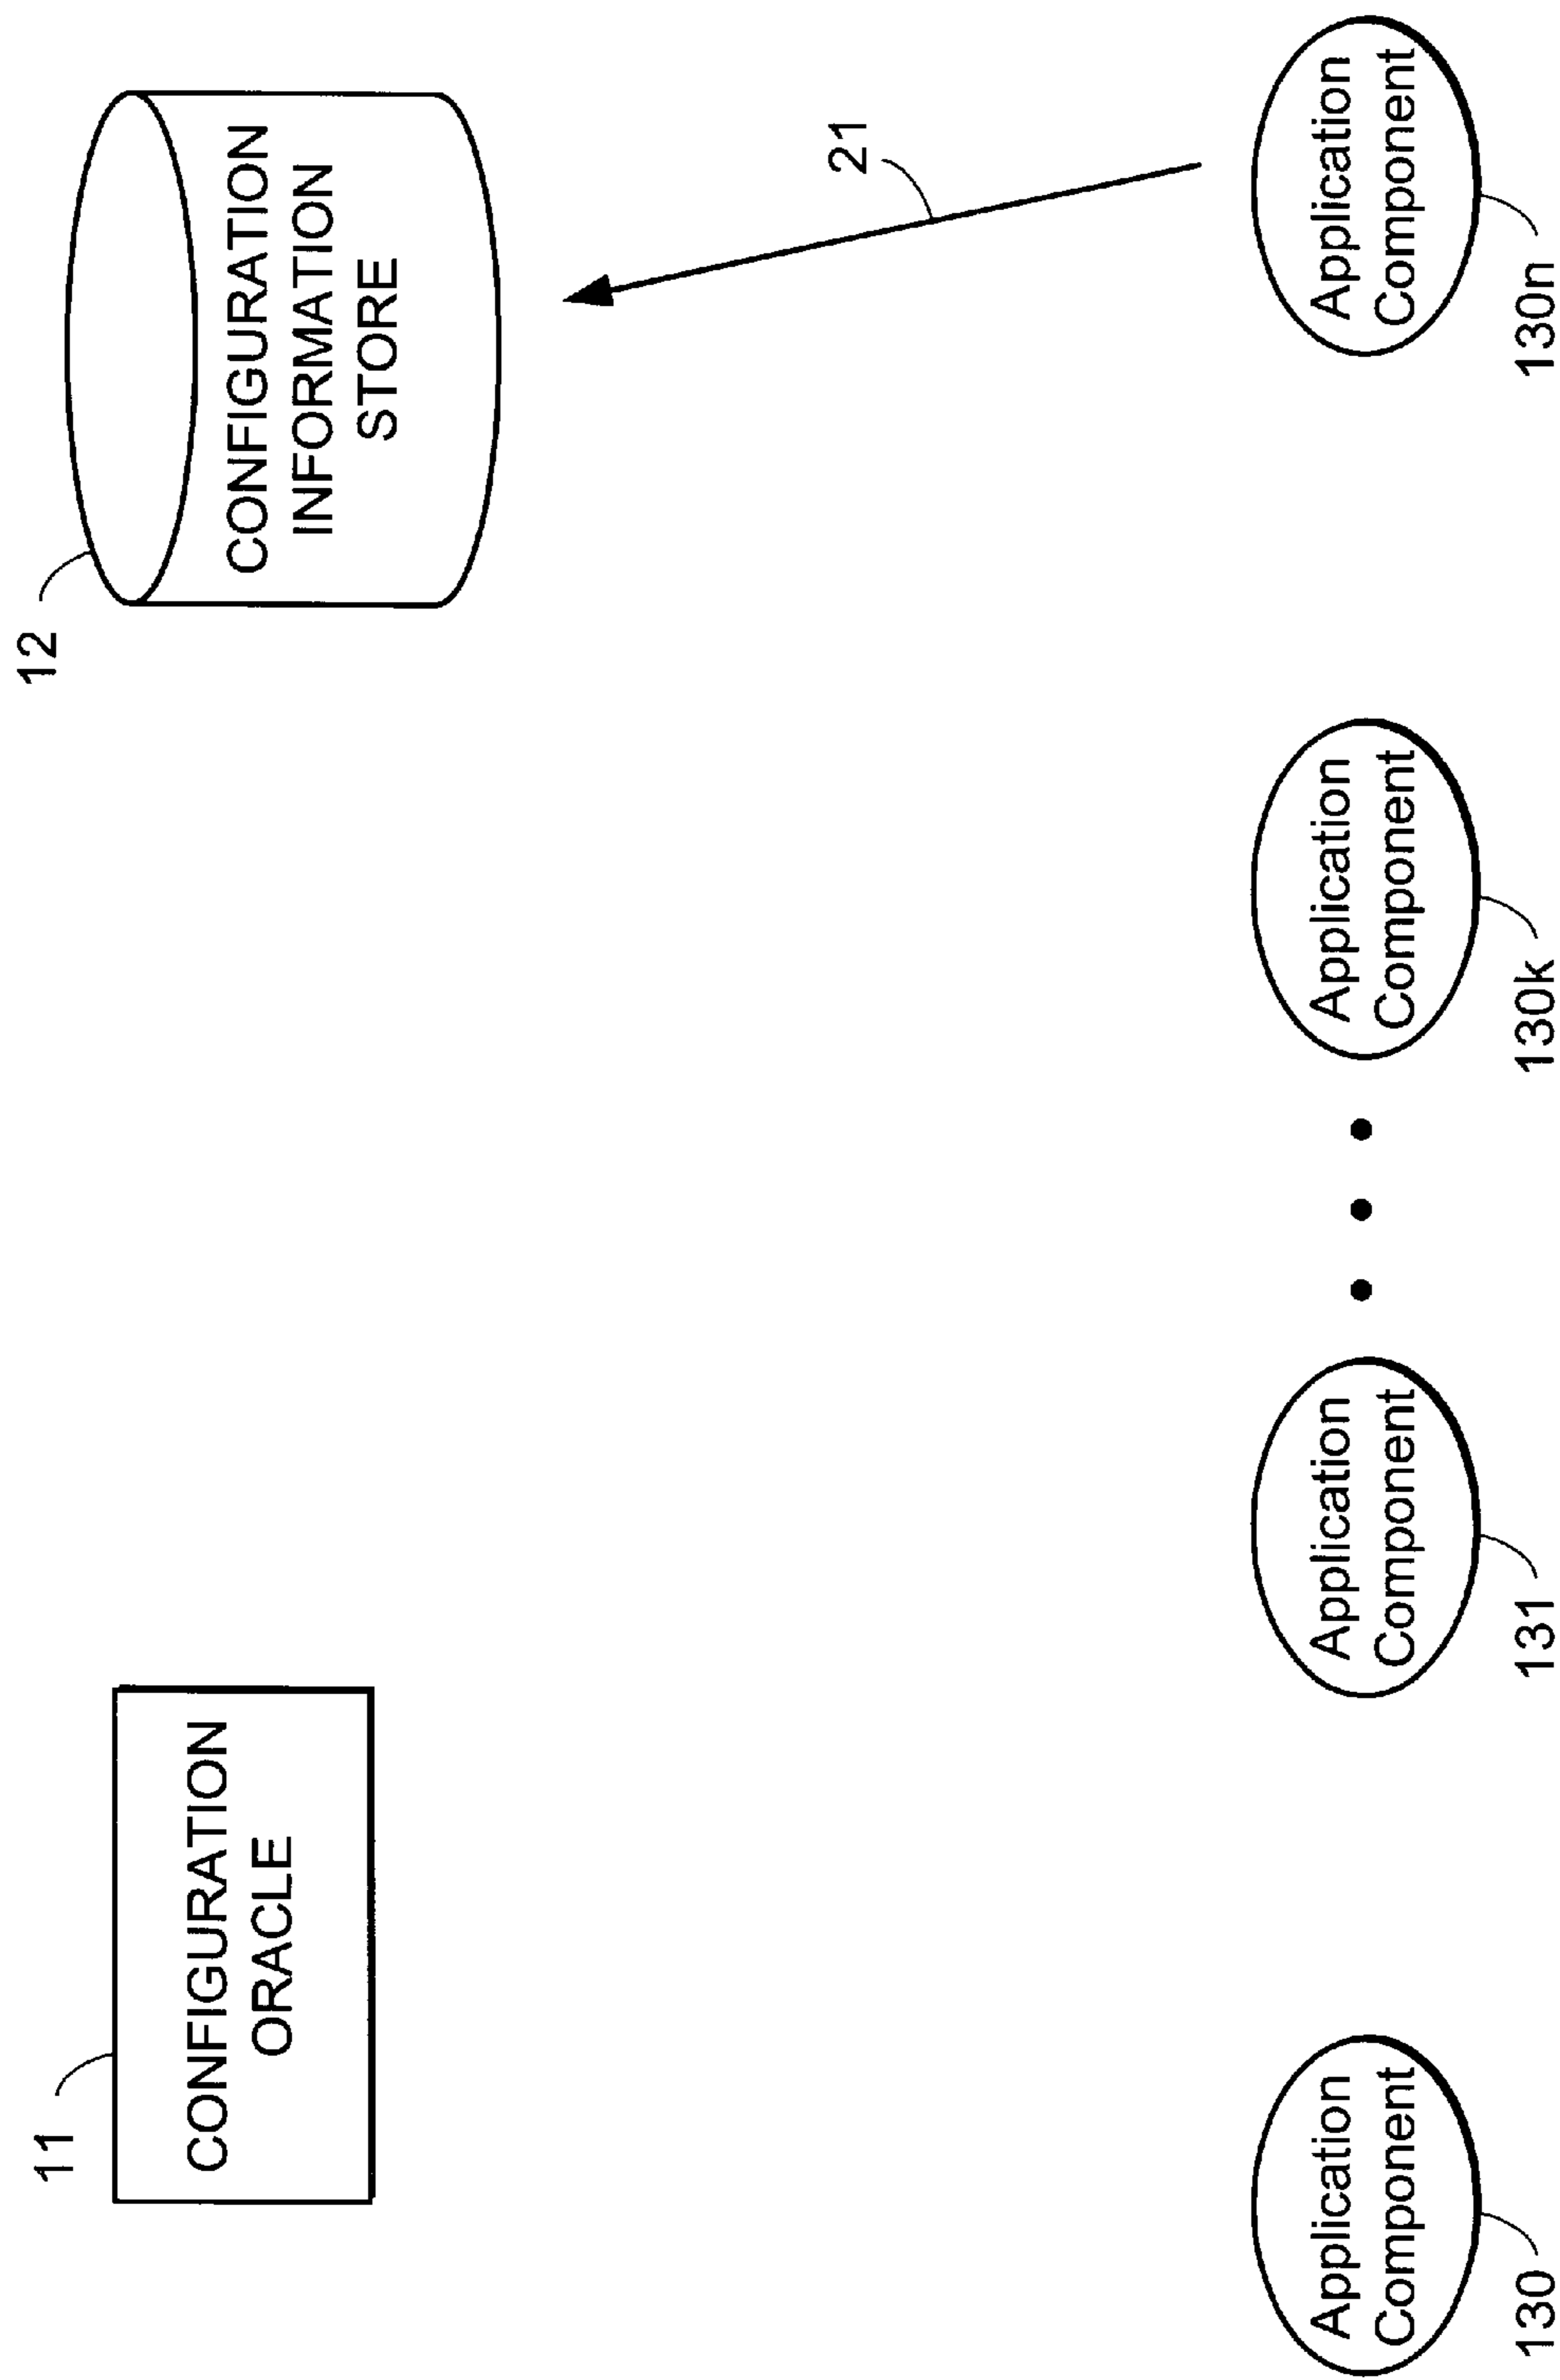 11
CONFIGURATION
ORACLE
12
CONFIGURATION
INFORMATION
STORE
21
Application
Component
130
Application
Component
131
Application
Component
130k
Application
Component
130n